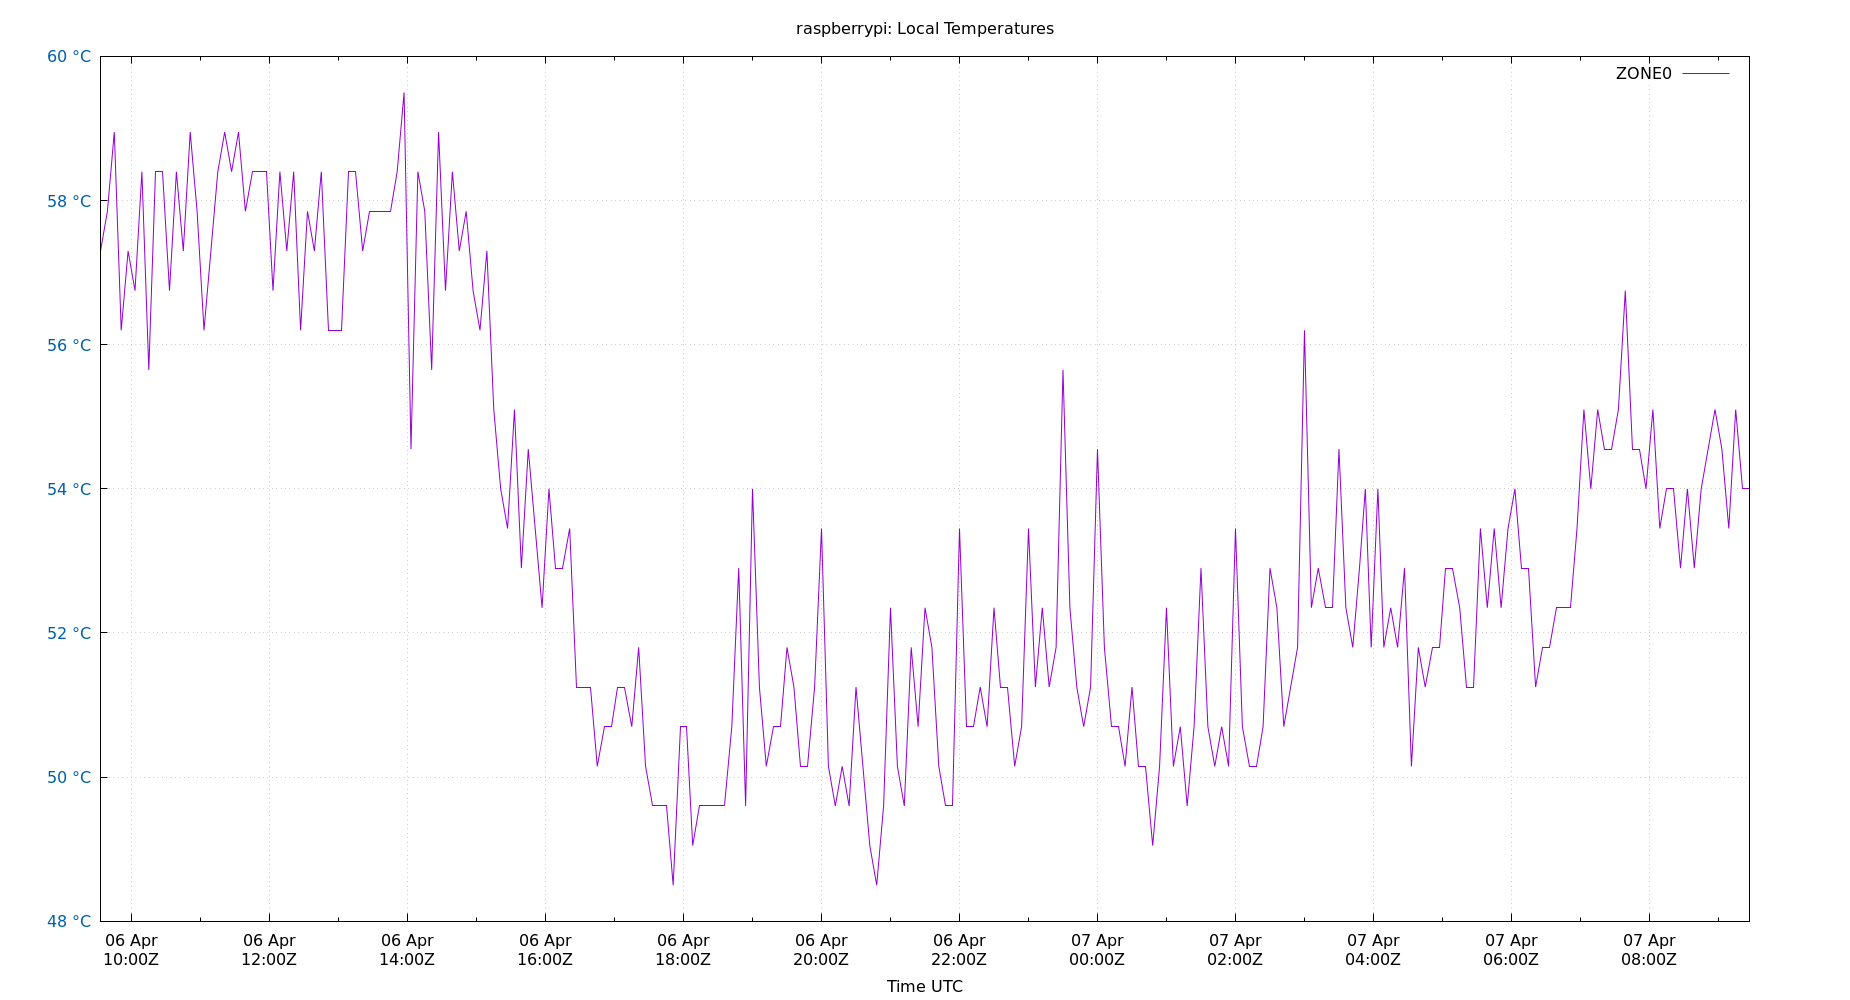 raspberrypi: Local Temperatures
ZONE0
60 °C
58 °C
56 °C
54 °C
52 °C
50 °C
48 °C
06 Apr 06 Apr 06 Apr 06 Apr 06 Apr 06 Apr 06 Apr 07 Apr 07 Apr 07 Apr 07 Apr 07 Apr
10:00Z 12:00Z 14:00Z 16:00Z 18:00Z 20:00Z 22:00Z 00:00Z 02:00Z 04:00Z 06:00Z 08:00Z
Time UTC